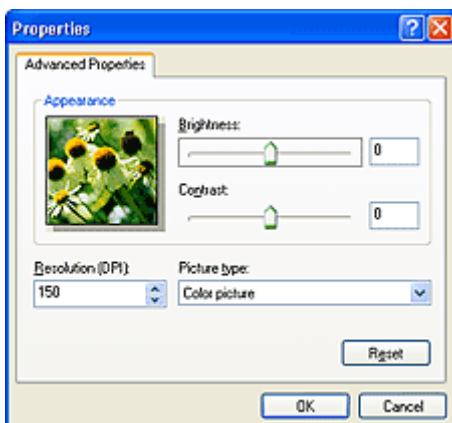 Properties
Advanced Properties
Appearance
Brightness:
0
Contrast:
0
Resolution (DPI):
150
Picture type:
Color picture
Reset
OK
Cancel